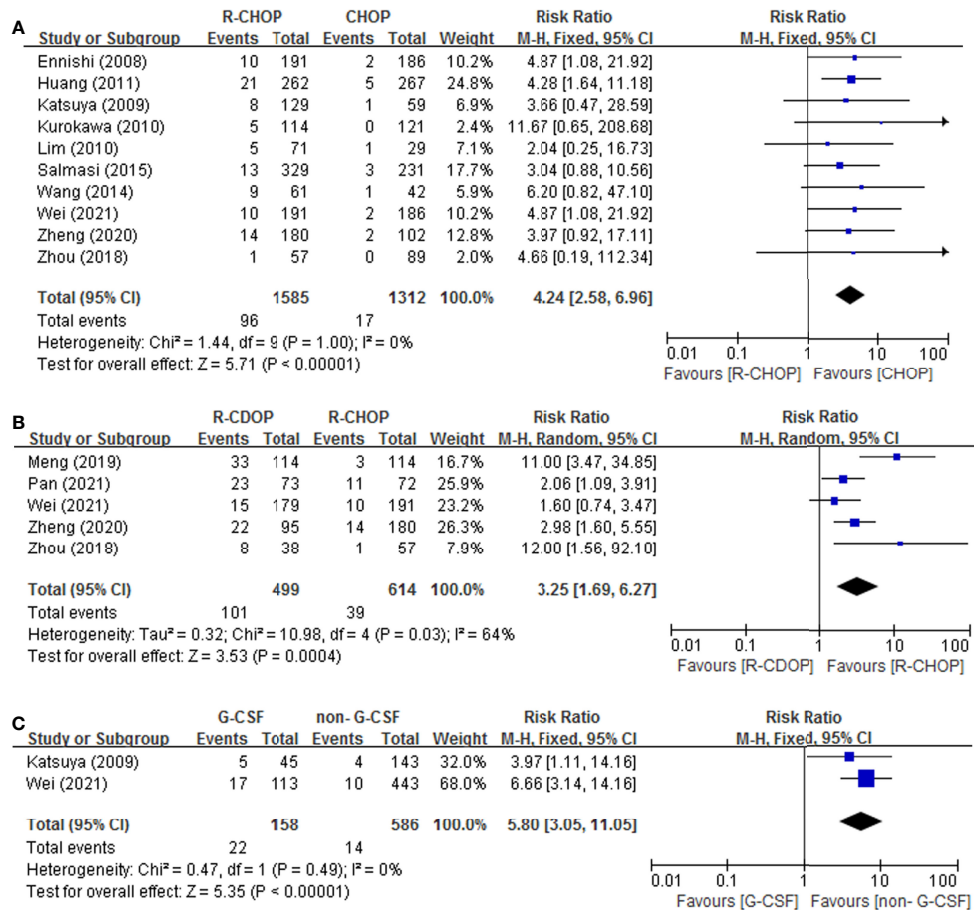 A R-CHOP CHOP Risk Ratio Risk Ratio
Study or Subgroup Events Total Events Total Weight M-H, Fixed, 95% CI M-H, Fixed, 95% CI
Ennishi (2008) 10 191 2 186 10.2% 4.87 [1.08, 21.92]
Huang (2011) 21 262 5 267 24.8% 4.28 [1.64, 11.18]
Katsuya (2009) 8 129 1 59 6.9% 3.66 [0.47, 28.59]
Kurokawa (2010) 5 114 0 121 2.4% 11.67 [0.65, 208.68]
Lim (2010) 5 71 1 29 7.1% 2.04 [0.25, 16.73]
Salmasi (2015) 13 329 3 231 17.7% 3.04 [0.88, 10.56]
Wang (2014) 9 61 1 42 5.9% 6.20 [0.82, 47.10]
Wei (2021) 10 191 2 186 10.2% 4.87 [1.08, 21.92]
Zheng (2020) 14 180 2 102 12.8% 3.97 [0.92, 17.11]
Zhou (2018) 1 57 0 89 2.0% 4.66 [0.19, 112.34]
Total (95% CI) 1585 1312 100.0% 4.24 [2.58, 6.96]
Total events 96 17
Heterogeneity: Chi² = 1.44, df = 9 (P = 1.00); I² = 0%
Test for overall effect: Z = 5.71 (P < 0.00001)
0.01 0.1 1 10 100
Favours [R-CHOP] Favours [CHOP]
B R-CDOP R-CHOP Risk Ratio Risk Ratio
Study or Subgroup Events Total Events Total Weight M-H, Random, 95% CI M-H, Random, 95% CI
Meng (2019) 33 114 3 114 16.7% 11.00 [3.47, 34.85]
Pan (2021) 23 73 11 72 25.9% 2.06 [1.09, 3.91]
Wei (2021) 15 179 10 191 23.2% 1.60 [0.74, 3.47]
Zheng (2020) 22 95 14 180 26.3% 2.98 [1.60, 5.55]
Zhou (2018) 8 38 1 57 7.9% 12.00 [1.56, 92.10]
Total (95% CI) 499 614 100.0% 3.25 [1.69, 6.27]
Total events 101 39
Heterogeneity: Tau² = 0.32; Chi² = 10.98, df = 4 (P = 0.03); I² = 64%
Test for overall effect: Z = 3.53 (P = 0.0004)
0.01 0.1 1 10 100
Favours [R-CDOP] Favours [R-CHOP]
C G-CSF non- G-CSF Risk Ratio Risk Ratio
Study or Subgroup Events Total Events Total Weight M-H, Fixed, 95% CI M-H, Fixed, 95% CI
Katsuya (2009) 5 45 4 143 32.0% 3.97 [1.11, 14.16]
Wei (2021) 17 113 10 443 68.0% 6.66 [3.14, 14.16]
Total (95% CI) 158 586 100.0% 5.80 [3.05, 11.05]
Total events 22 14
Heterogeneity: Chi² = 0.47, df = 1 (P = 0.49); I² = 0%
Test for overall effect: Z = 5.35 (P < 0.00001)
0.01 0.1 1 10 100
Favours [G-CSF] Favours [non- G-CSF]